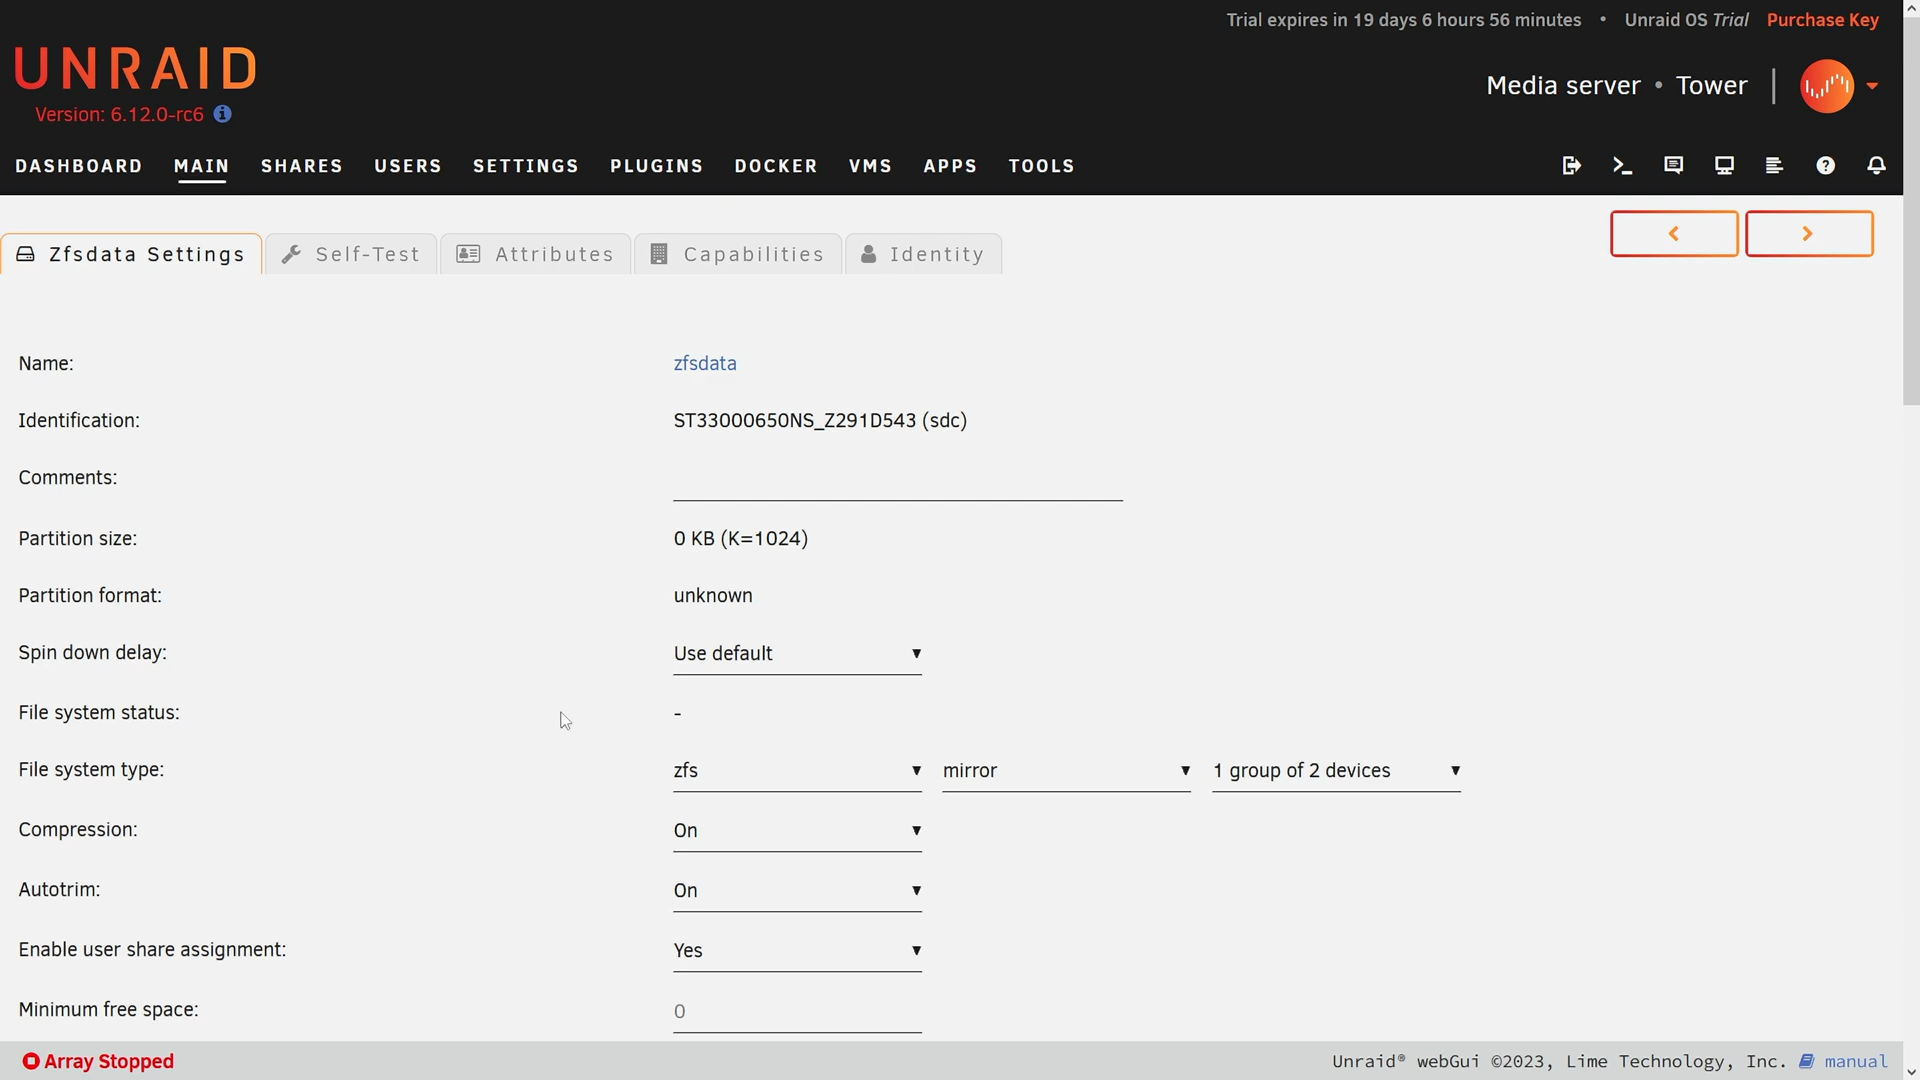 Trial expires in 19 days 6 hours 56 minutes • Unraid OS Trial Purchase Key
UNRAID
Version: 6.12.0-rc6
Media server • Tower
DASHBOARD MAIN SHARES USERS SETTINGS PLUGINS DOCKER VMS APPS TOOLS
Zfsdata Settings Self-Test Attributes Capabilities Identity
Name: zfsdata
Identification: ST33000650NS_Z291D543 (sdc)
Comments:
Partition size: 0 KB (K=1024)
Partition format: unknown
Spin down delay: Use default
File system status: -
File system type: zfs mirror 1 group of 2 devices
Compression: On
Autotrim: On
Enable user share assignment: Yes
Minimum free space: 0
Array Stopped
Unraid® webGui ©2023, Lime Technology, Inc. manual